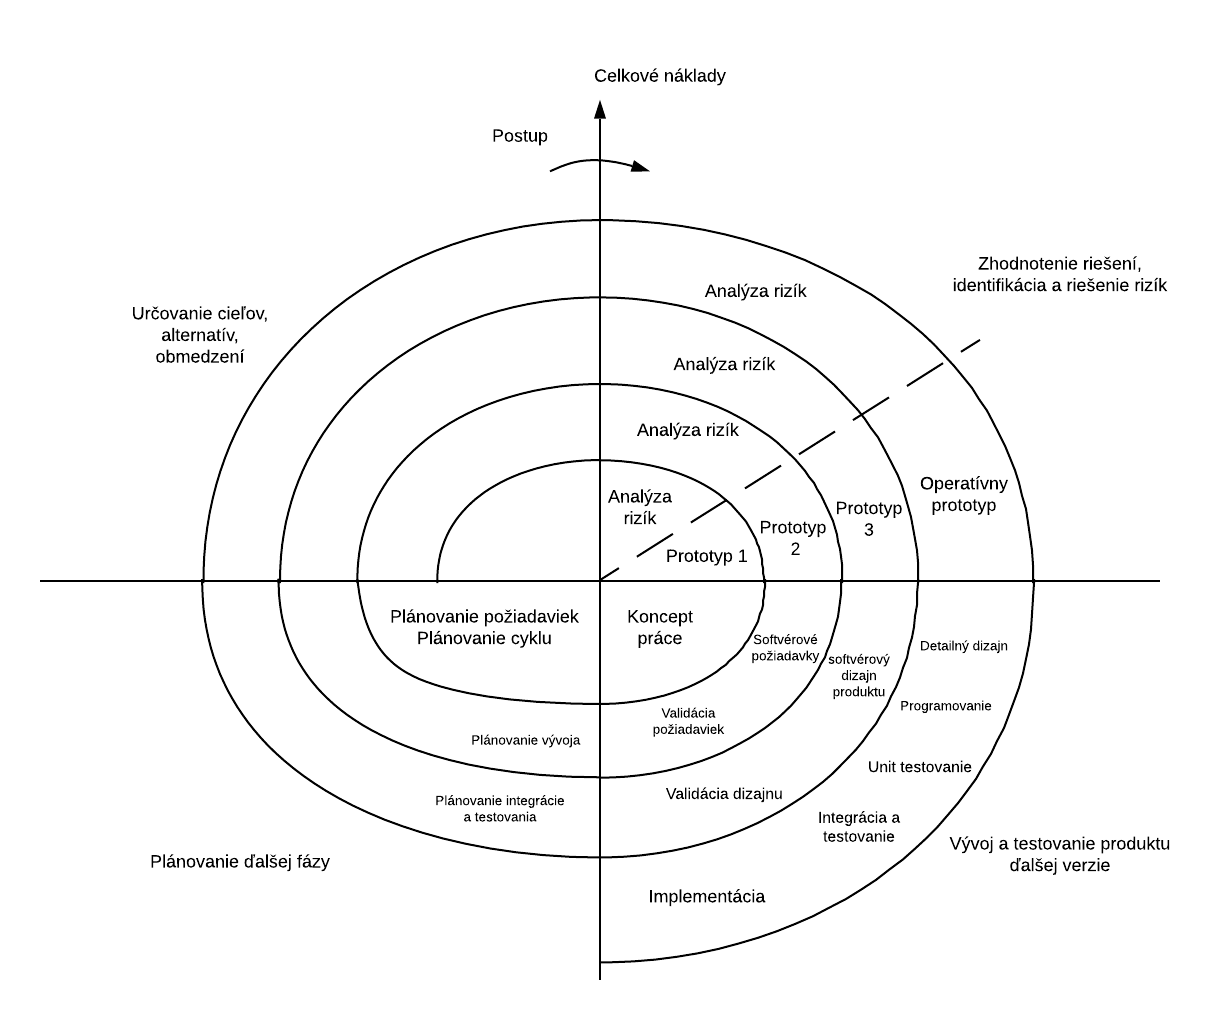 Celkové náklady
Postup
Zhodnotenie riešení,
identifikácia a riešenie rizík
Určovanie cieľov,
alternatív,
obmedzení
Analýza rizík
Analýza rizík
Analýza rizík
Analýza
rizík
Prototyp 1
Prototyp
2
Prototyp
3
Operatívny
prototyp
Plánovanie požiadaviek
Plánovanie cyklu
Koncept
práce
Softvérové
požiadavky
softvérový
dizajn
produktu
Detailný dizajn
Programovanie
Unit testovanie
Integrácia a
testovanie
Implementácia
Validácia
požiadaviek
Validácia dizajnu
Plánovanie vývoja
Plánovanie integrácie
a testovania
Plánovanie ďalšej fázy
Vývoj a testovanie produktu
ďalšej verzie